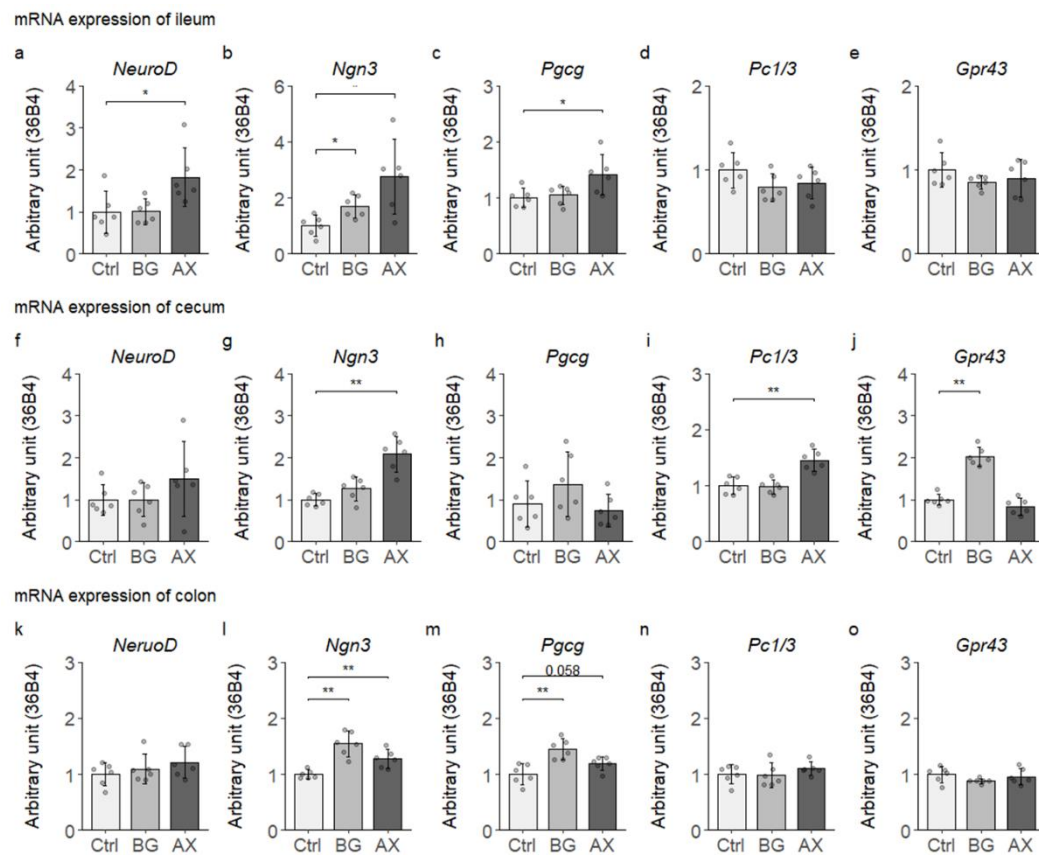 mRNA expression of ileum
a b c d e
NeuroD Ngn3 Pgcg Pc1/3 Gpr43
Arbitrary unit (36B4) Arbitrary unit (36B4) Arbitrary unit (36B4) Arbitrary unit (36B4) Arbitrary unit (36B4)
4 3 2 1 0 * Ctrl BG AX
6 4 2 0 * Ctrl BG AX
3 2 1 0 * Ctrl BG AX
2 1 0 Ctrl BG AX
2 1 0 Ctrl BG AX
mRNA expression of cecum
f g h i j
NeuroD Ngn3 Pgcg Pc1/3 Gpr43
Arbitrary unit (36B4) Arbitrary unit (36B4) Arbitrary unit (36B4) Arbitrary unit (36B4) Arbitrary unit (36B4)
4 3 2 1 0 Ctrl BG AX
4 3 2 1 0 ** Ctrl BG AX
4 3 2 1 0 Ctrl BG AX
3 2 1 0 ** Ctrl BG AX
4 3 2 1 0 ** Ctrl BG AX
mRNA expression of colon
k l m n o
NeruoD Ngn3 Pgcg Pc1/3 Gpr43
Arbitrary unit (36B4) Arbitrary unit (36B4) Arbitrary unit (36B4) Arbitrary unit (36B4) Arbitrary unit (36B4)
3 2 1 0 Ctrl BG AX
3 2 1 0 ** ** Ctrl BG AX
3 2 1 0 0.058 ** Ctrl BG AX
3 2 1 0 Ctrl BG AX
3 2 1 0 Ctrl BG AX